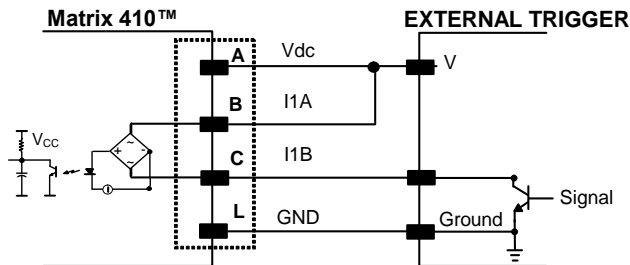 Matrix 410™
EXTERNAL TRIGGER
A Vdc V
B I1A
VCC
C I1B
Signal
L GND Ground